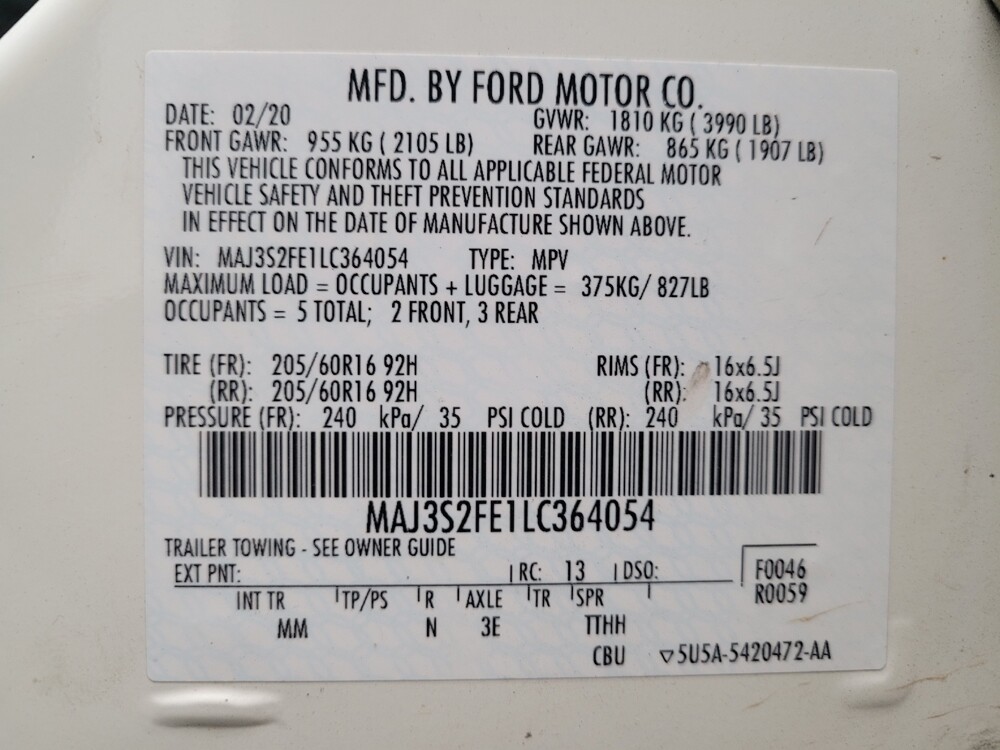 MFD. BY FORD MOTOR CO.
DATE: 02/20 GVWR: 1810 KG ( 3990 LB)
FRONT GAWR: 955 KG ( 2105 LB) REAR GAWR: 865 KG ( 1907 LB)
THIS VEHICLE CONFORMS TO ALL APPLICABLE FEDERAL MOTOR
VEHICLE SAFETY AND THEFT PREVENTION STANDARDS
IN EFFECT ON THE DATE OF MANUFACTURE SHOWN ABOVE.
VIN: MAJ3S2FE1LC364054 TYPE: MPV
MAXIMUM LOAD = OCCUPANTS + LUGGAGE = 375KG/ 827LB
OCCUPANTS = 5 TOTAL; 2 FRONT, 3 REAR
TIRE (FR): 205/60R16 92H RIMS (FR): 16x6.5J
(RR): 205/60R16 92H (RR): 16x6.5J
PRESSURE (FR): 240 kPa/ 35 PSI COLD (RR): 240 kPa/ 35 PSI COLD
MAJ3S2FE1LC364054
TRAILER TOWING - SEE OWNER GUIDE
EXT PNT: RC: 13 DSO: F0046
R0059
INT TR TP/PS R AXLE TR SPR
MM N 3E TTHH
CBU ▽5U5A-5420472-AA